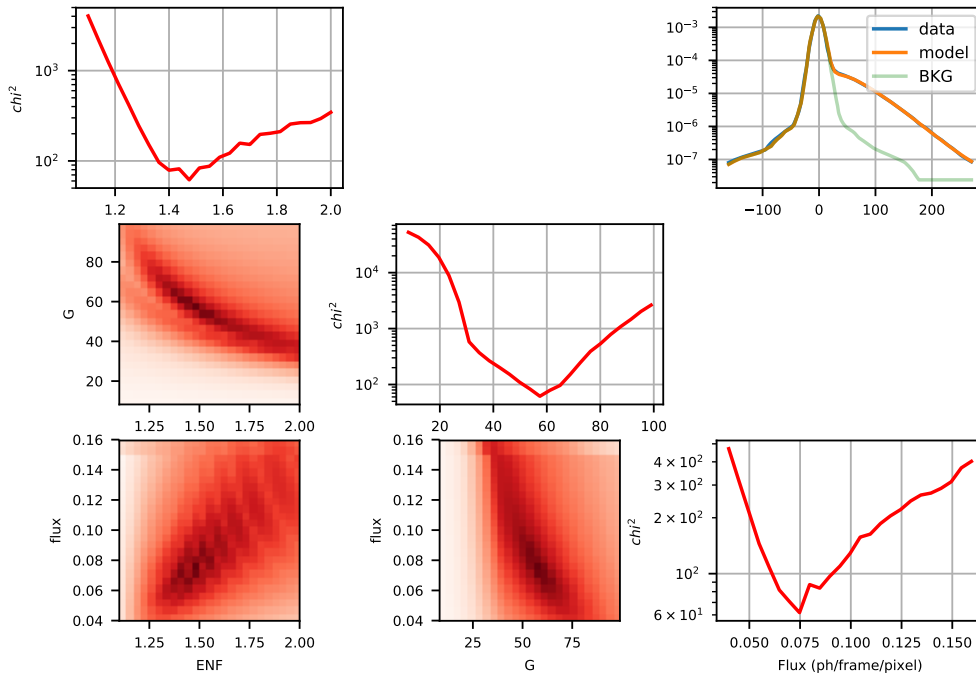 chi²
10³
10²
1.2 1.4 1.6 1.8 2.0
10⁻³
10⁻⁴
10⁻⁵
10⁻⁶
10⁻⁷
data
model
BKG
−100 0 100 200
G
80
60
40
20
1.25 1.50 1.75 2.00
chi²
10⁴
10³
10²
20 40 60 80 100
flux
0.16
0.14
0.12
0.10
0.08
0.06
0.04
1.25 1.50 1.75 2.00
ENF
flux
0.16
0.14
0.12
0.10
0.08
0.06
0.04
25 50 75
G
chi²
4 × 10²
3 × 10²
2 × 10²
10²
6 × 10¹
0.050 0.075 0.100 0.125 0.150
Flux (ph/frame/pixel)